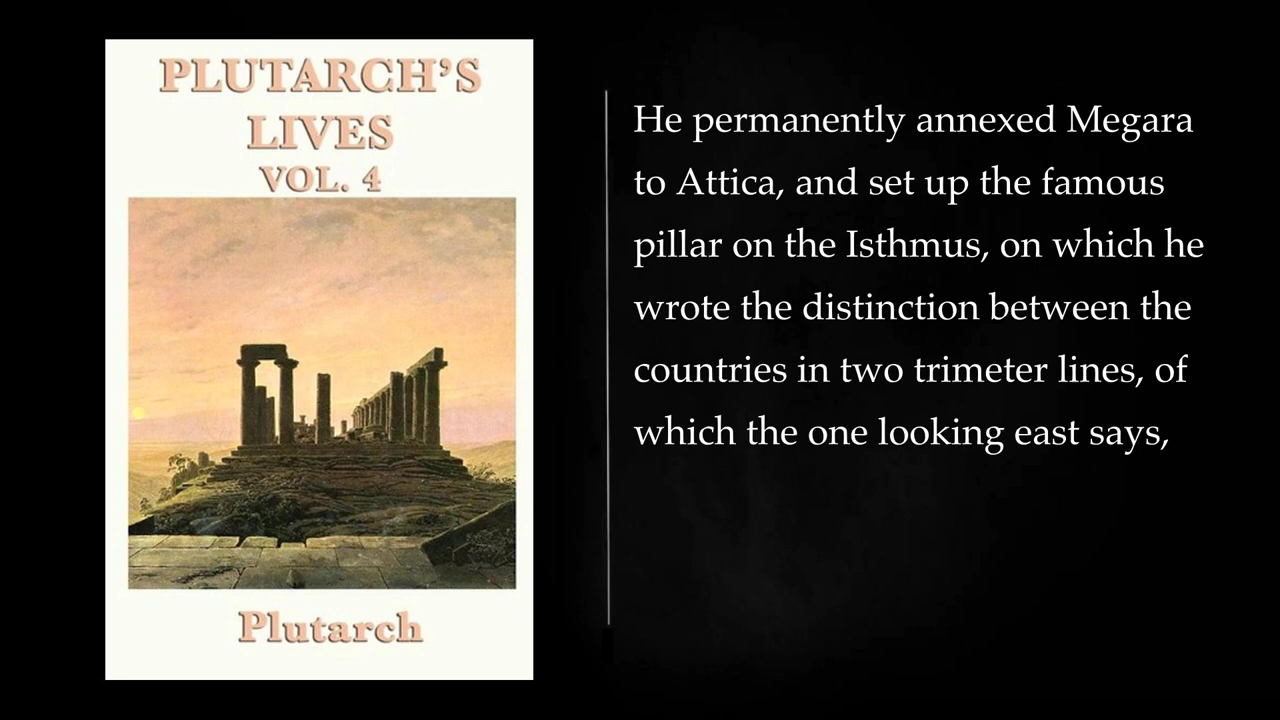 PLUTARCH'S
LIVES
VOL. 4
Plutarch
He permanently annexed Megara
to Attica, and set up the famous
pillar on the Isthmus, on which he
wrote the distinction between the
countries in two trimeter lines, of
which the one looking east says,